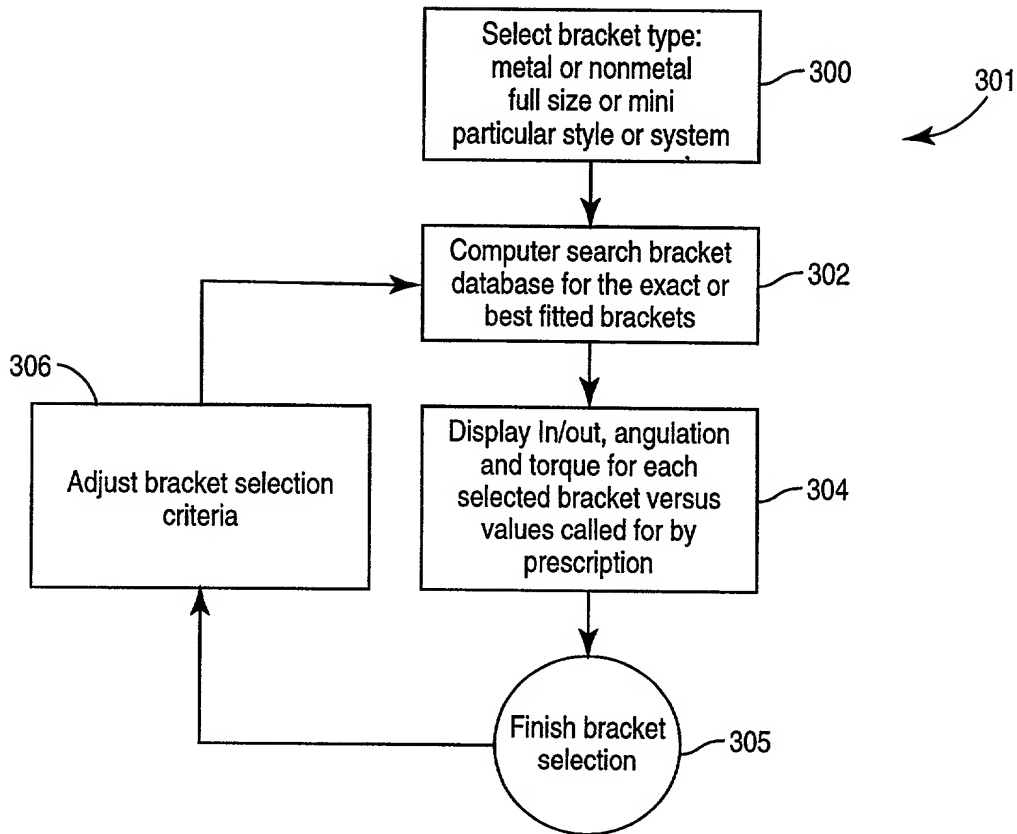 Select bracket type:
metal or nonmetal
full size or mini
particular style or system
300
301
Computer search bracket
database for the exact or
best fitted brackets
302
306
Adjust bracket selection
criteria
Display In/out, angulation
and torque for each
selected bracket versus
values called for by
prescription
304
Finish bracket
selection
305